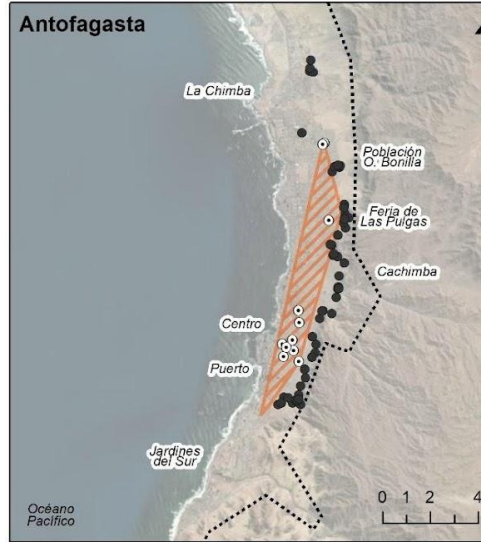 Antofagasta
La Chimba
Población
O. Bonilla
Feria de
Las Pulgas
Cachimba
Centro
Puerto
Jardines
del Sur
Océano
Pacífico
0 1 2 4